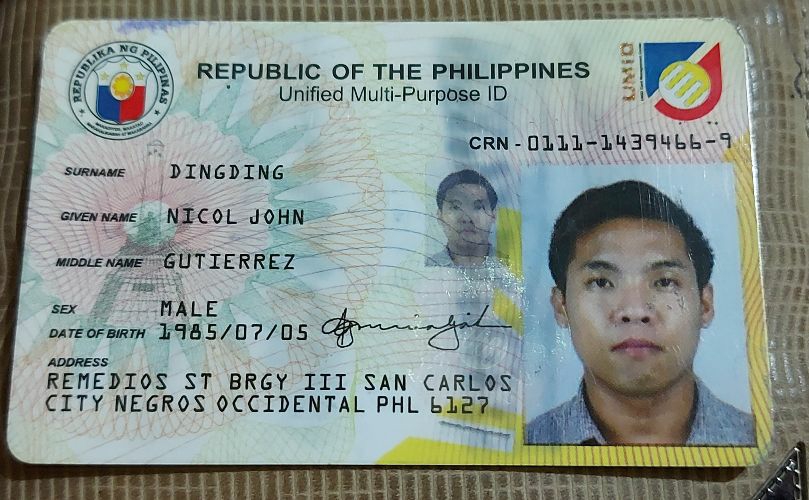 REPUBLIKA NG PILIPINAS
REPUBLIC OF THE PHILIPPINES
Unified Multi-Purpose ID
UMID
CRN - 0111-1439466-9
SURNAME DINGDING
GIVEN NAME NICOL JOHN
MIDDLE NAME GUTIERREZ
SEX MALE
DATE OF BIRTH 1985/07/05
ADDRESS
REMEDIOS ST BRGY III SAN CARLOS
CITY NEGROS OCCIDENTAL PHL 6127